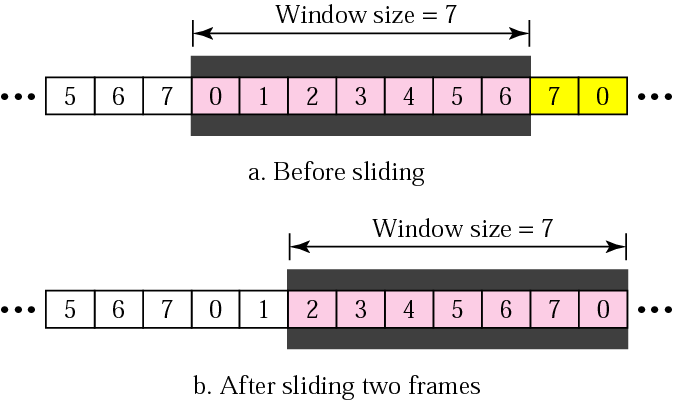 Window size = 7
••• 5 6 7 0 1 2 3 4 5 6 7 0 •••
a. Before sliding
Window size = 7
••• 5 6 7 0 1 2 3 4 5 6 7 0 •••
b. After sliding two frames